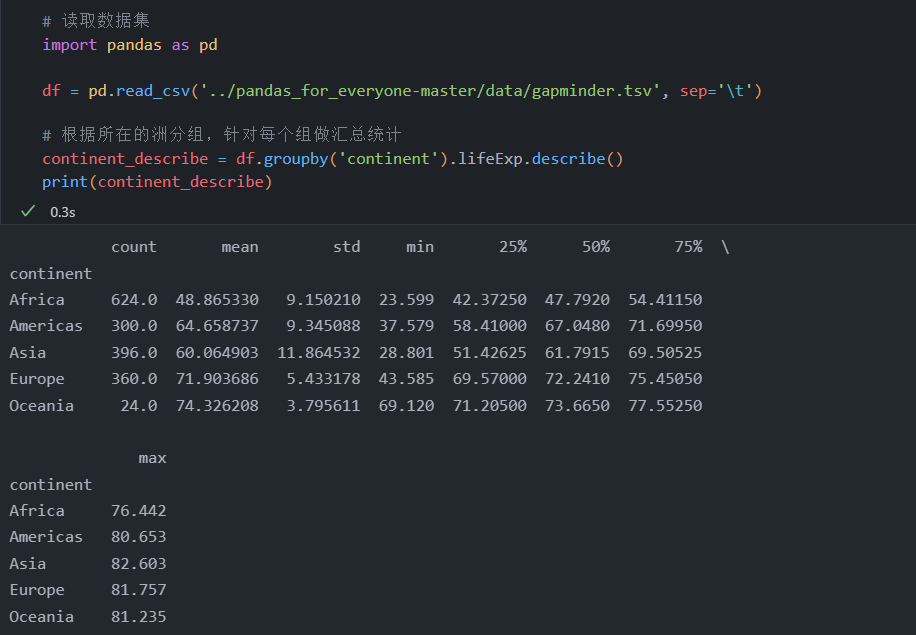 # 读取数据集
import pandas as pd
df = pd.read_csv('../pandas_for_everyone-master/data/gapminder.tsv', sep='\t')
# 根据所在的洲分组，针对每个组做汇总统计
continent_describe = df.groupby('continent').lifeExp.describe()
print(continent_describe)
0.3s
count mean std min 25% 50% 75% \
continent
Africa 624.0 48.865330 9.150210 23.599 42.37250 47.7920 54.41150
Americas 300.0 64.658737 9.345088 37.579 58.41000 67.0480 71.69950
Asia 396.0 60.064903 11.864532 28.801 51.42625 61.7915 69.50525
Europe 360.0 71.903686 5.433178 43.585 69.57000 72.2410 75.45050
Oceania 24.0 74.326208 3.795611 69.120 71.20500 73.6650 77.55250
max
continent
Africa 76.442
Americas 80.653
Asia 82.603
Europe 81.757
Oceania 81.235